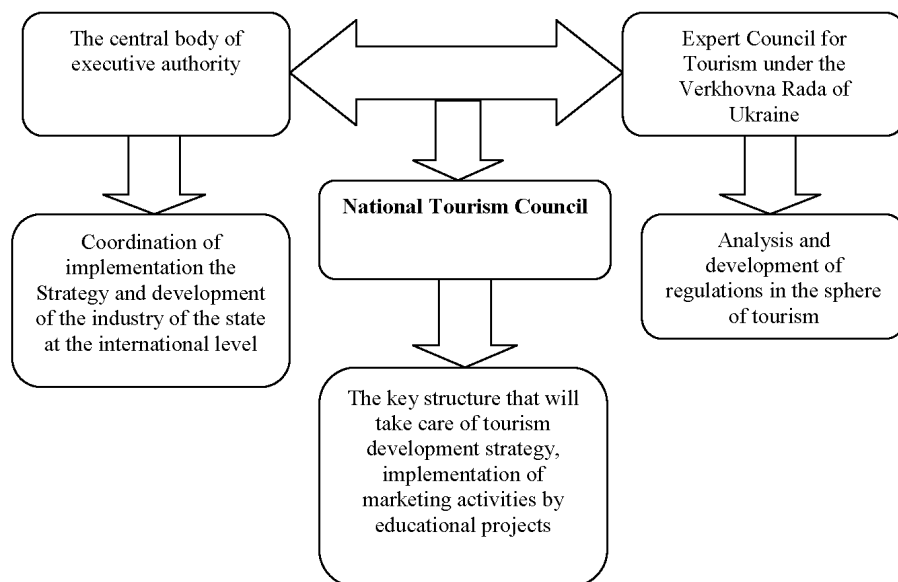 The central body of
executive authority
Expert Council for
Tourism under the
Verkhovna Rada of
Ukraine
National Tourism Council
Coordination of
implementation the
Strategy and development
of the industry of the state
at the international level
Analysis and
development of
regulations in the sphere
of tourism
The key structure that will
take care of tourism
development strategy,
implementation of
marketing activities by
educational projects